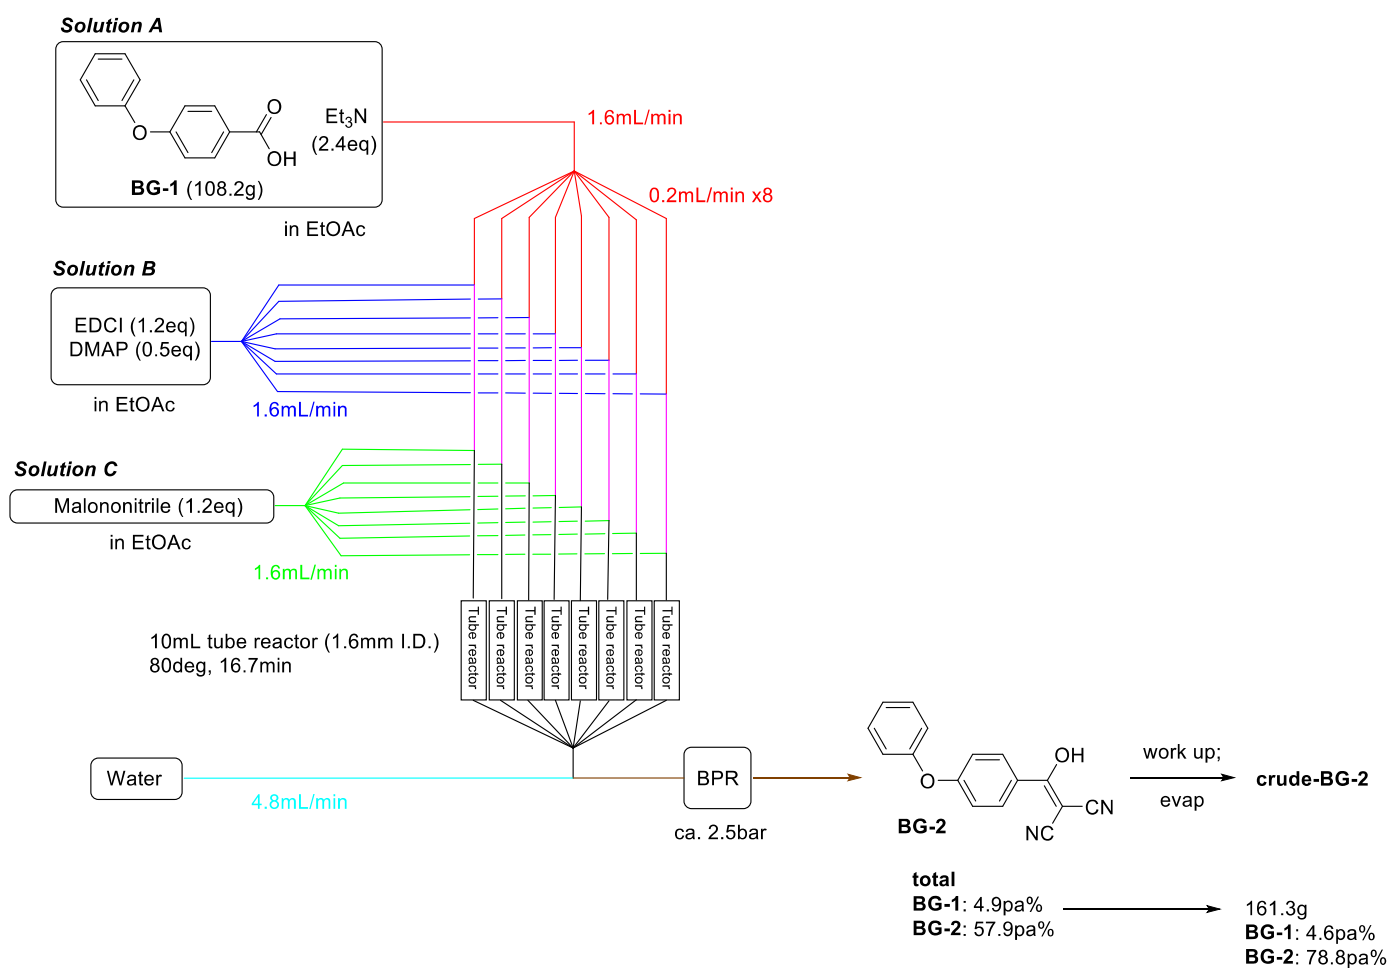 Solution A
O
OH
O
Et3N
(2.4eq)
BG-1 (108.2g)
in EtOAc
1.6mL/min
0.2mL/min x8
Solution B
EDCI (1.2eq)
DMAP (0.5eq)
in EtOAc
1.6mL/min
Solution C
Malononitrile (1.2eq)
in EtOAc
1.6mL/min
10mL tube reactor (1.6mm I.D.)
80deg, 16.7min
Tube reactor
Tube reactor
Tube reactor
Tube reactor
Tube reactor
Tube reactor
Tube reactor
Tube reactor
Water
4.8mL/min
BPR
ca. 2.5bar
O
OH
CN
NC
BG-2
work up;
evap
crude-BG-2
total
BG-1: 4.9pa%
BG-2: 57.9pa%
161.3g
BG-1: 4.6pa%
BG-2: 78.8pa%